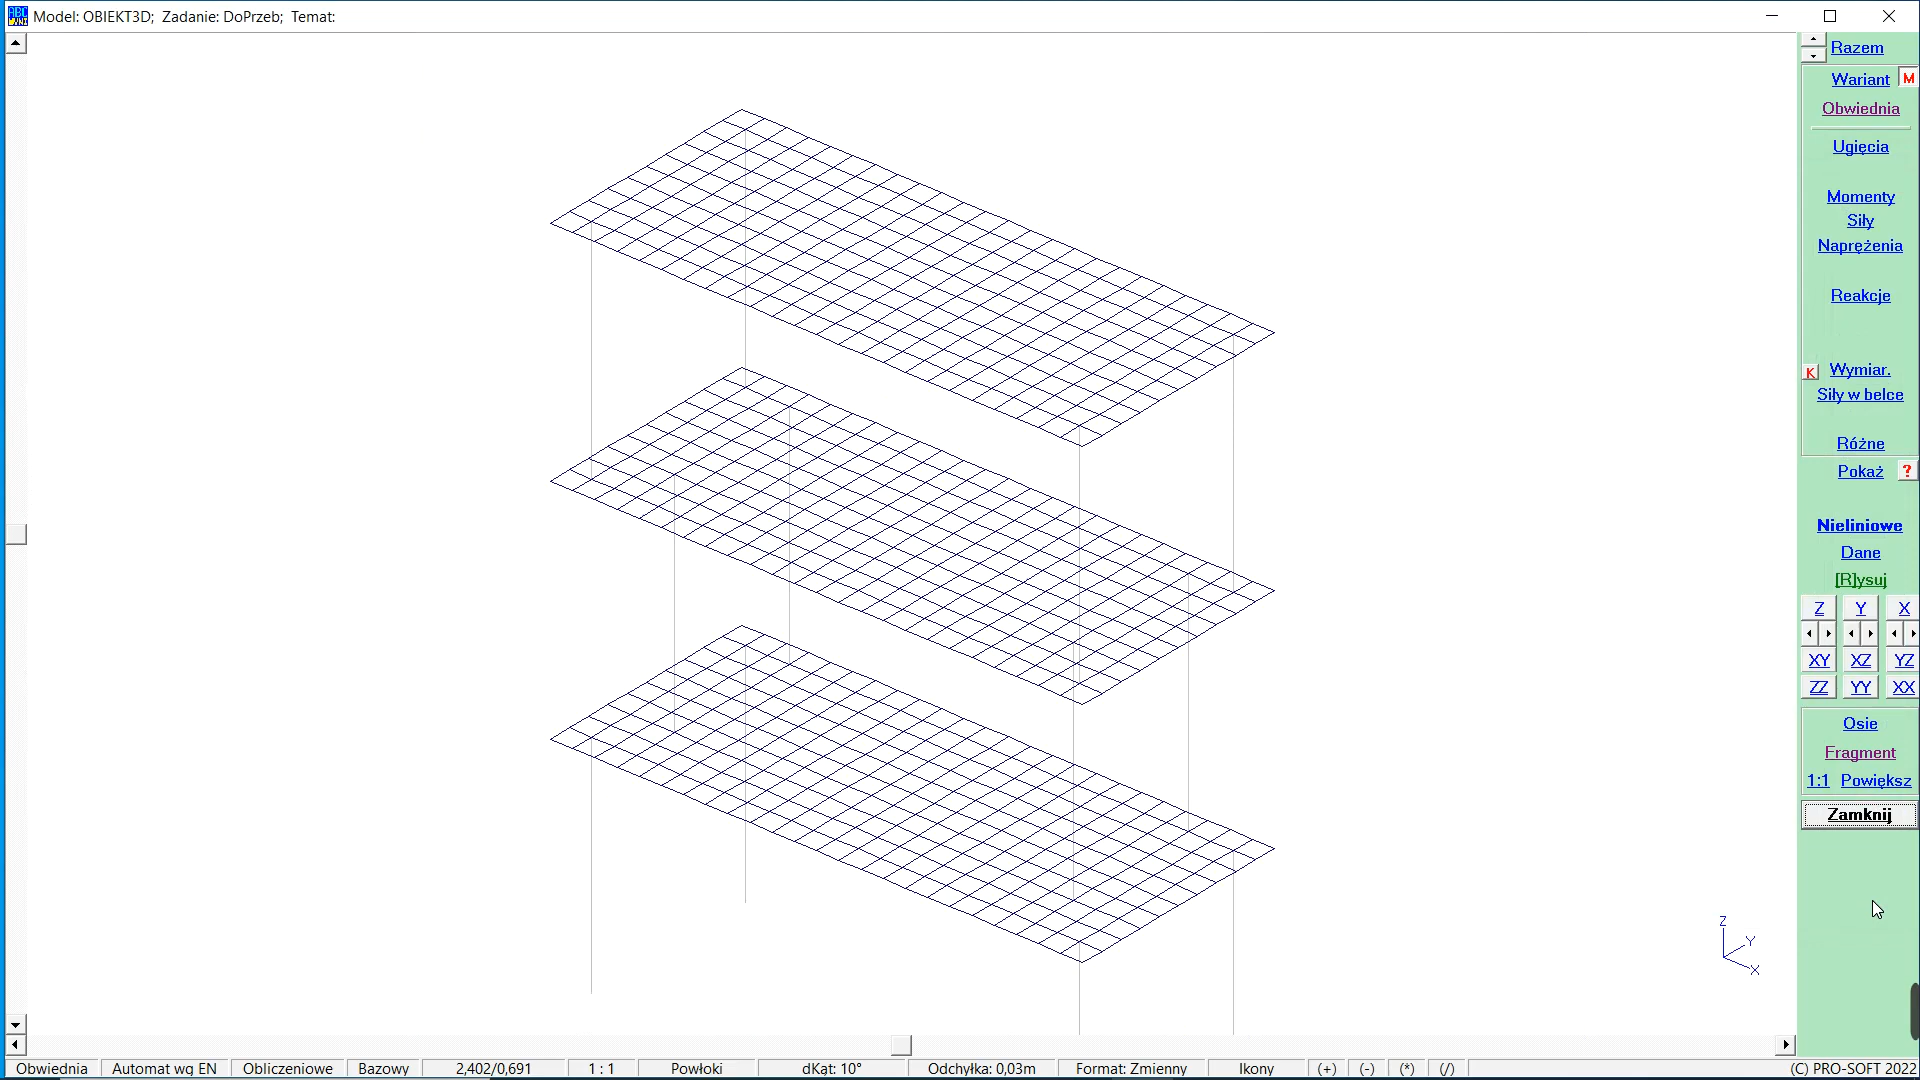 Model: OBIEKT3D; Zadanie: DoPrzeb; Temat:
Razem
Wariant M
Obwiednia
Ugięcia
Momenty
Siły
Naprężenia
Reakcje
K Wymiar.
Siły w belce
Różne
Pokaż ?
Nieliniowe
Dane
[R]ysuj
Z Y X
XY XZ YZ
ZZ YY XX
Osie
Fragment
1:1 Powiększ
Zamknij
Z
Y
X
Obwiednia Automat wg EN Obliczeniowe Bazowy 2,402/0,691 1 : 1 Powłoki dKąt: 10° Odchyłka: 0,03m Format: Zmienny Ikony (+) (-) (*) (/) (C) PRO-SOFT 2022